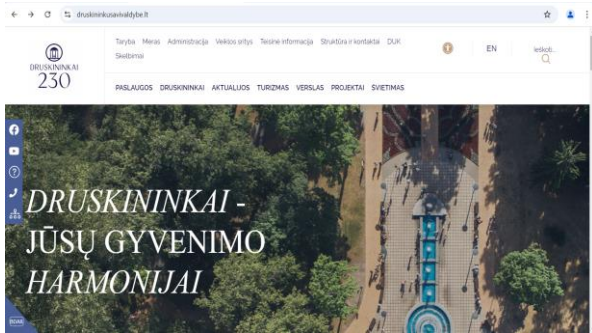 druskininkusavivaldybe.lt
Taryba Meras Administracija Veiklos sritys Teisinė informacija Struktūra ir kontaktai DUK
Skelbimai
EN
Ieškoti...
DRUSKININKAI
230
PASLAUGOS DRUSKININKAI AKTUALIJOS TURIZMAS VERSLAS PROJEKTAI ŠVIETIMAS
DRUSKININKAI -
JŪSŲ GYVENIMO
HARMONIJAI